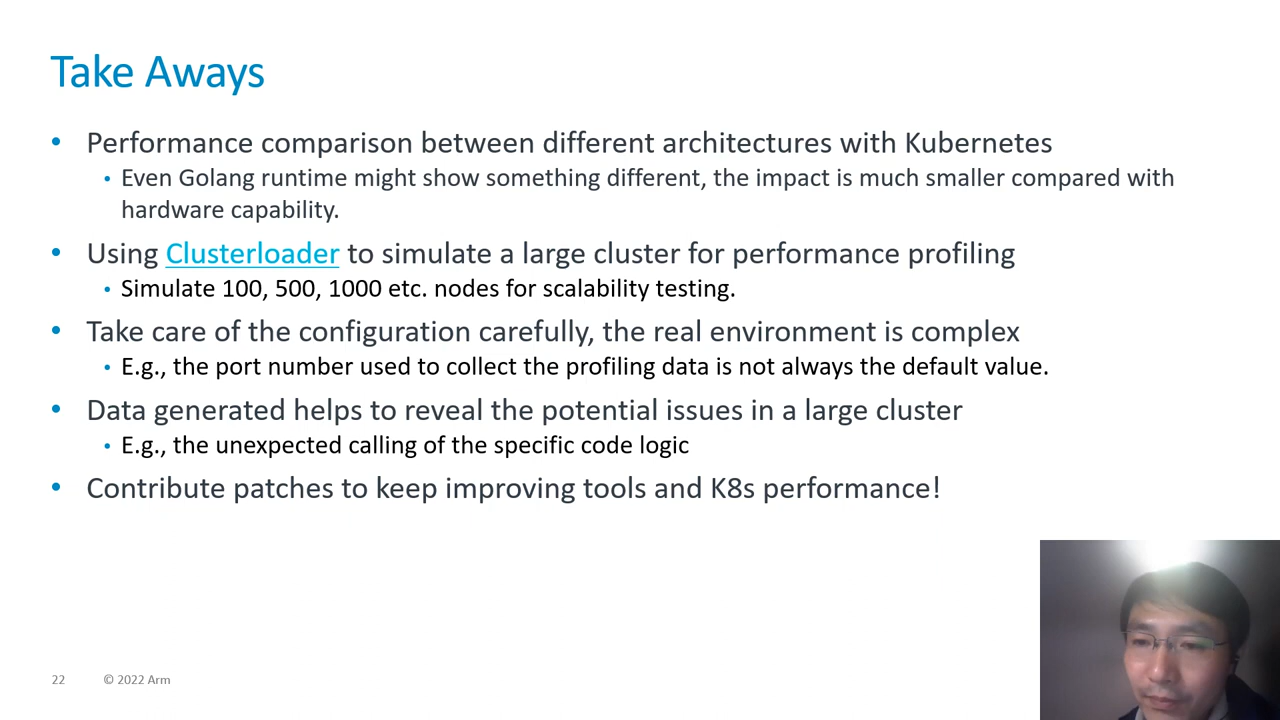 Take Aways
• Performance comparison between different architectures with Kubernetes
• Even Golang runtime might show something different, the impact is much smaller compared with
hardware capability.
• Using Clusterloader to simulate a large cluster for performance profiling
• Simulate 100, 500, 1000 etc. nodes for scalability testing.
• Take care of the configuration carefully, the real environment is complex
• E.g., the port number used to collect the profiling data is not always the default value.
• Data generated helps to reveal the potential issues in a large cluster
• E.g., the unexpected calling of the specific code logic
• Contribute patches to keep improving tools and K8s performance!
22 © 2022 Arm